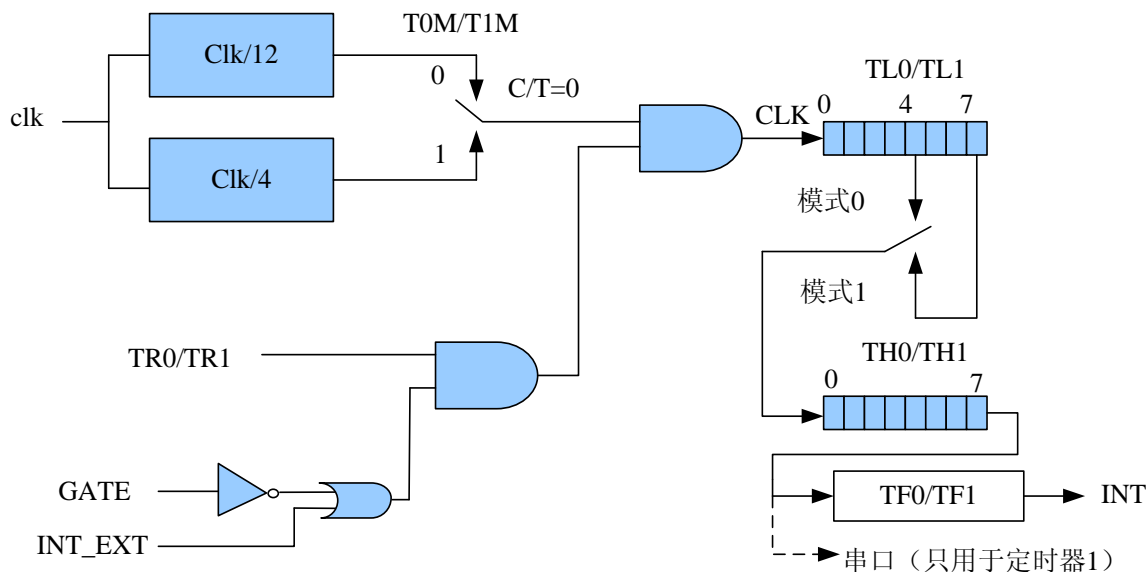 T0M/T1M
Clk/12
0
C/T=0
TL0/TL1
0 4 7
CLK
clk
1
Clk/4
模式0
模式1
TR0/TR1
TH0/TH1
0 7
GATE
TF0/TF1
INT
INT_EXT
串口（只用于定时器1）